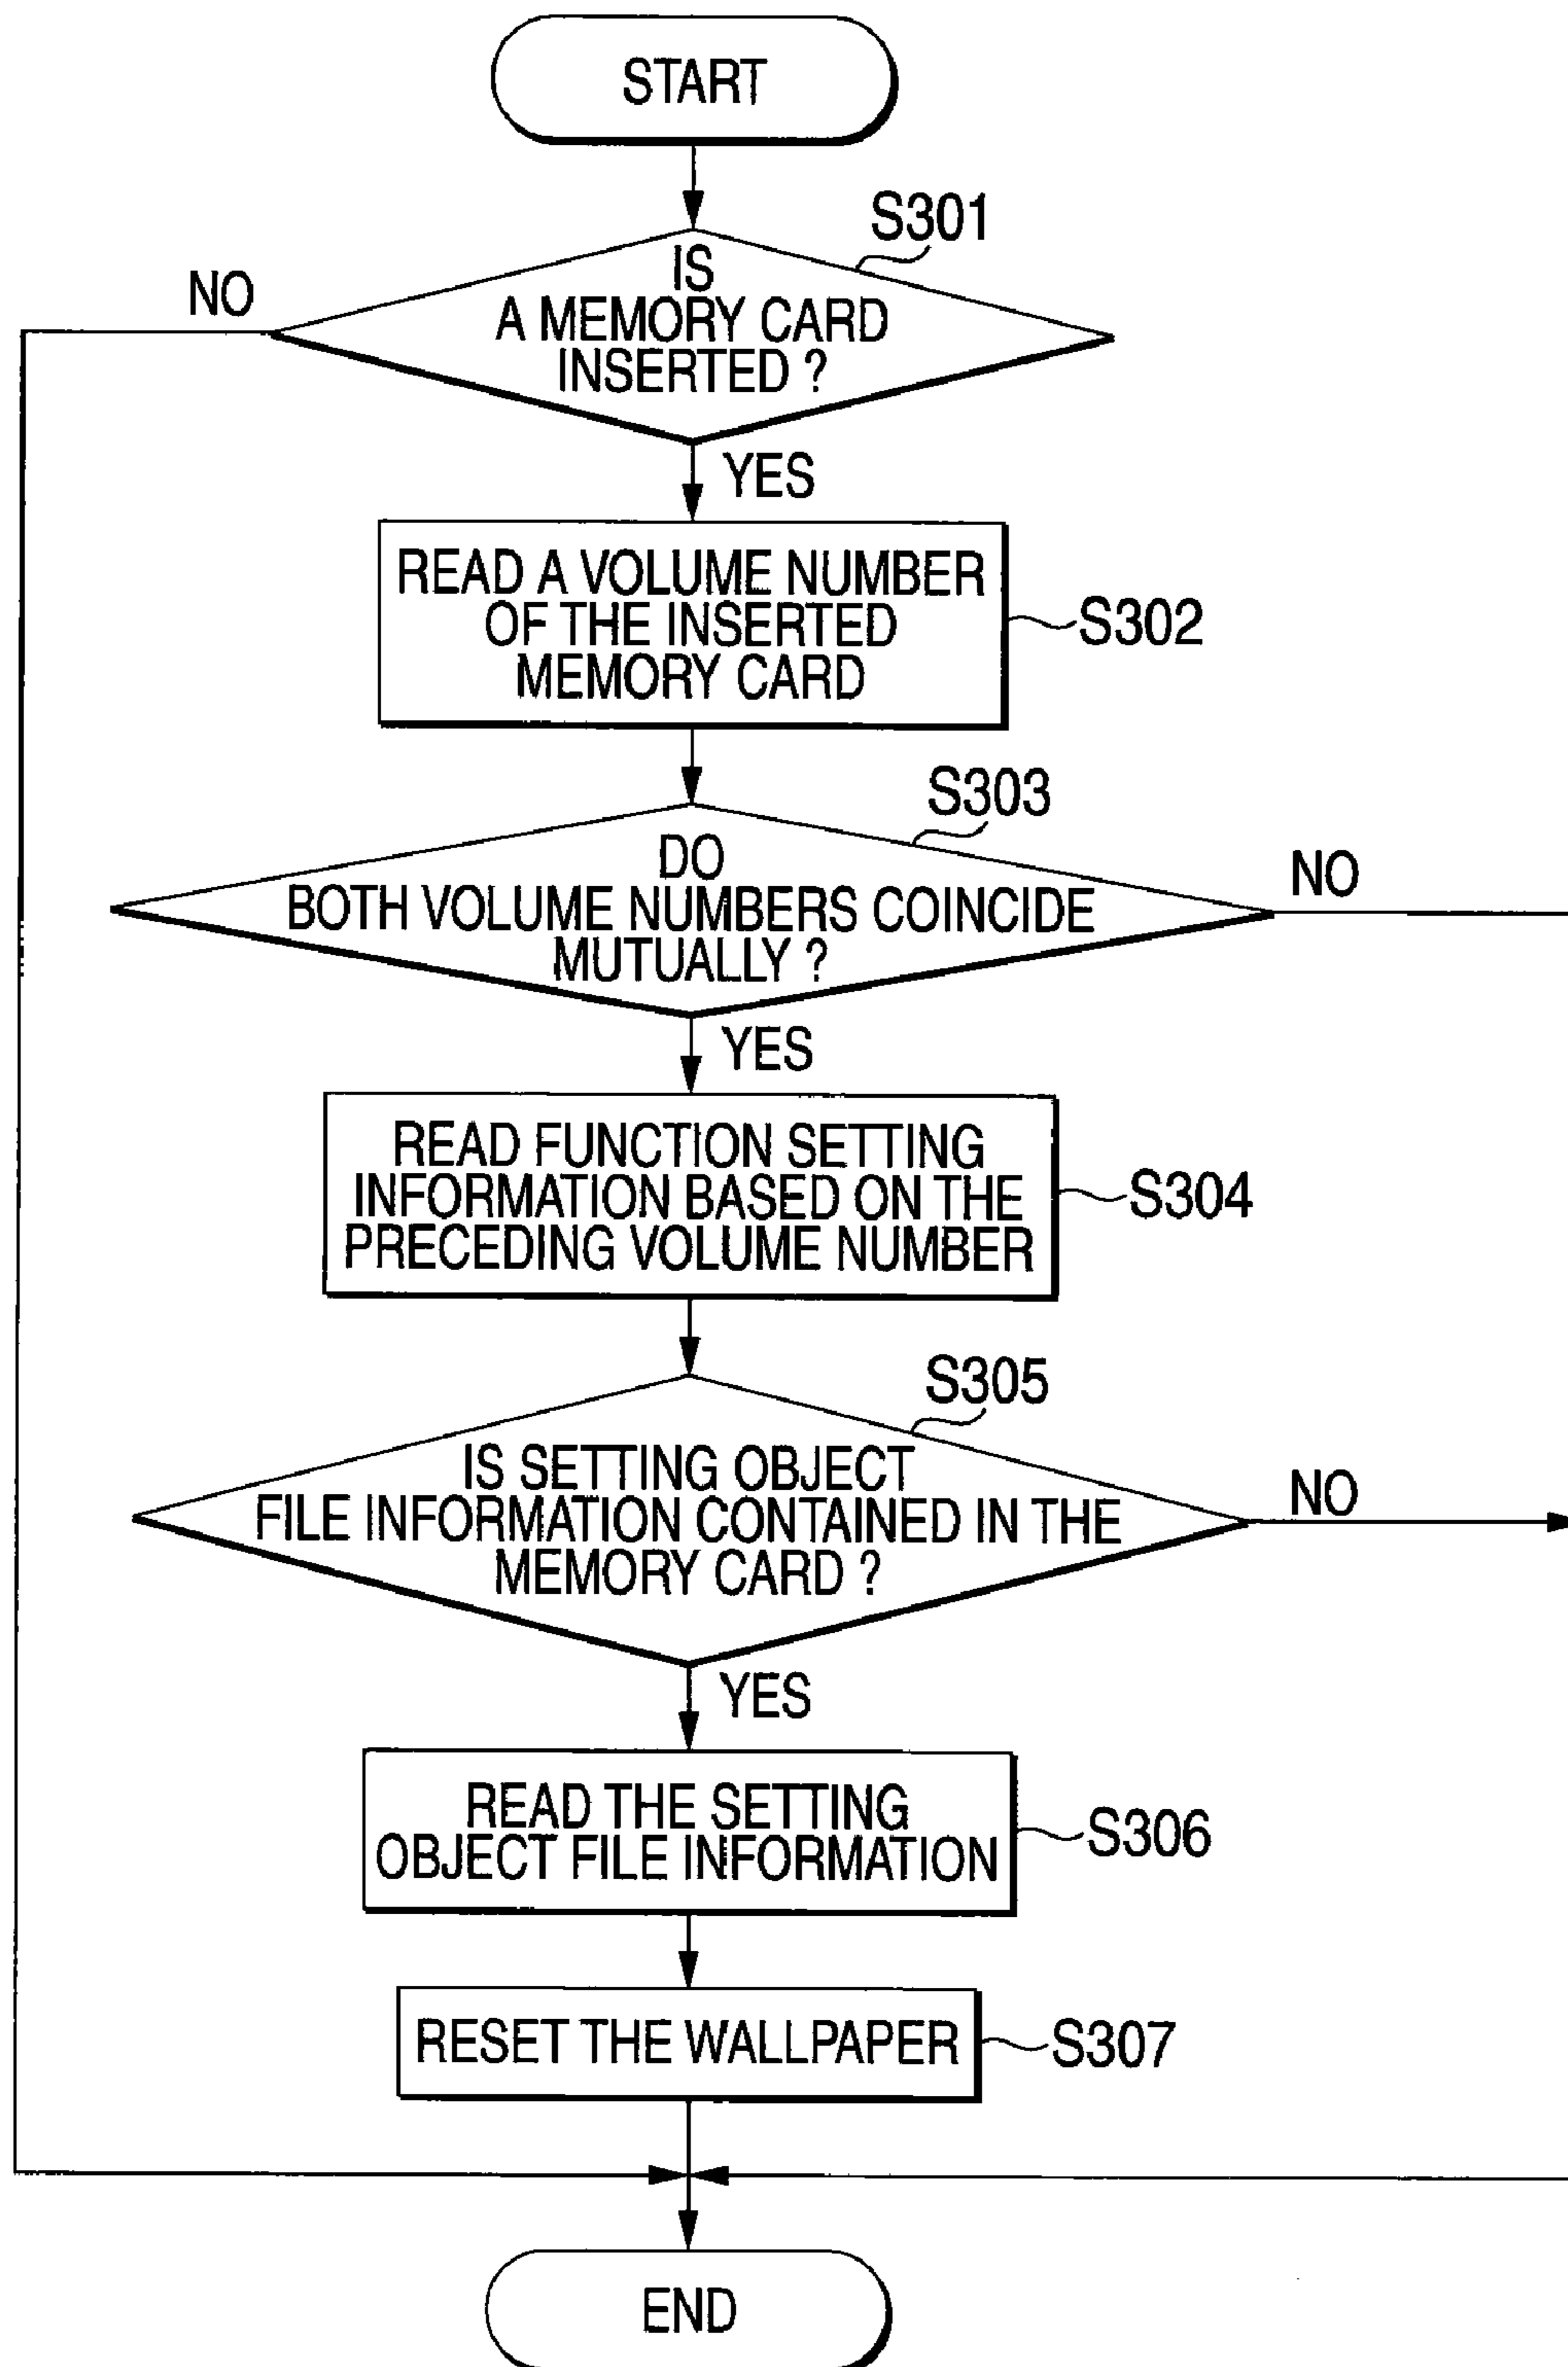 START
S301
NO
IS
A MEMORY CARD
INSERTED ?
YES
READ A VOLUME NUMBER
OF THE INSERTED
MEMORY CARD
S302
S303
DO
BOTH VOLUME NUMBERS COINCIDE
MUTUALLY ?
NO
YES
READ FUNCTION SETTING
INFORMATION BASED ON THE
PRECEDING VOLUME NUMBER
S304
S305
IS SETTING OBJECT
FILE INFORMATION CONTAINED IN THE
MEMORY CARD ?
NO
YES
READ THE SETTING
OBJECT FILE INFORMATION
S306
RESET THE WALLPAPER
S307
END